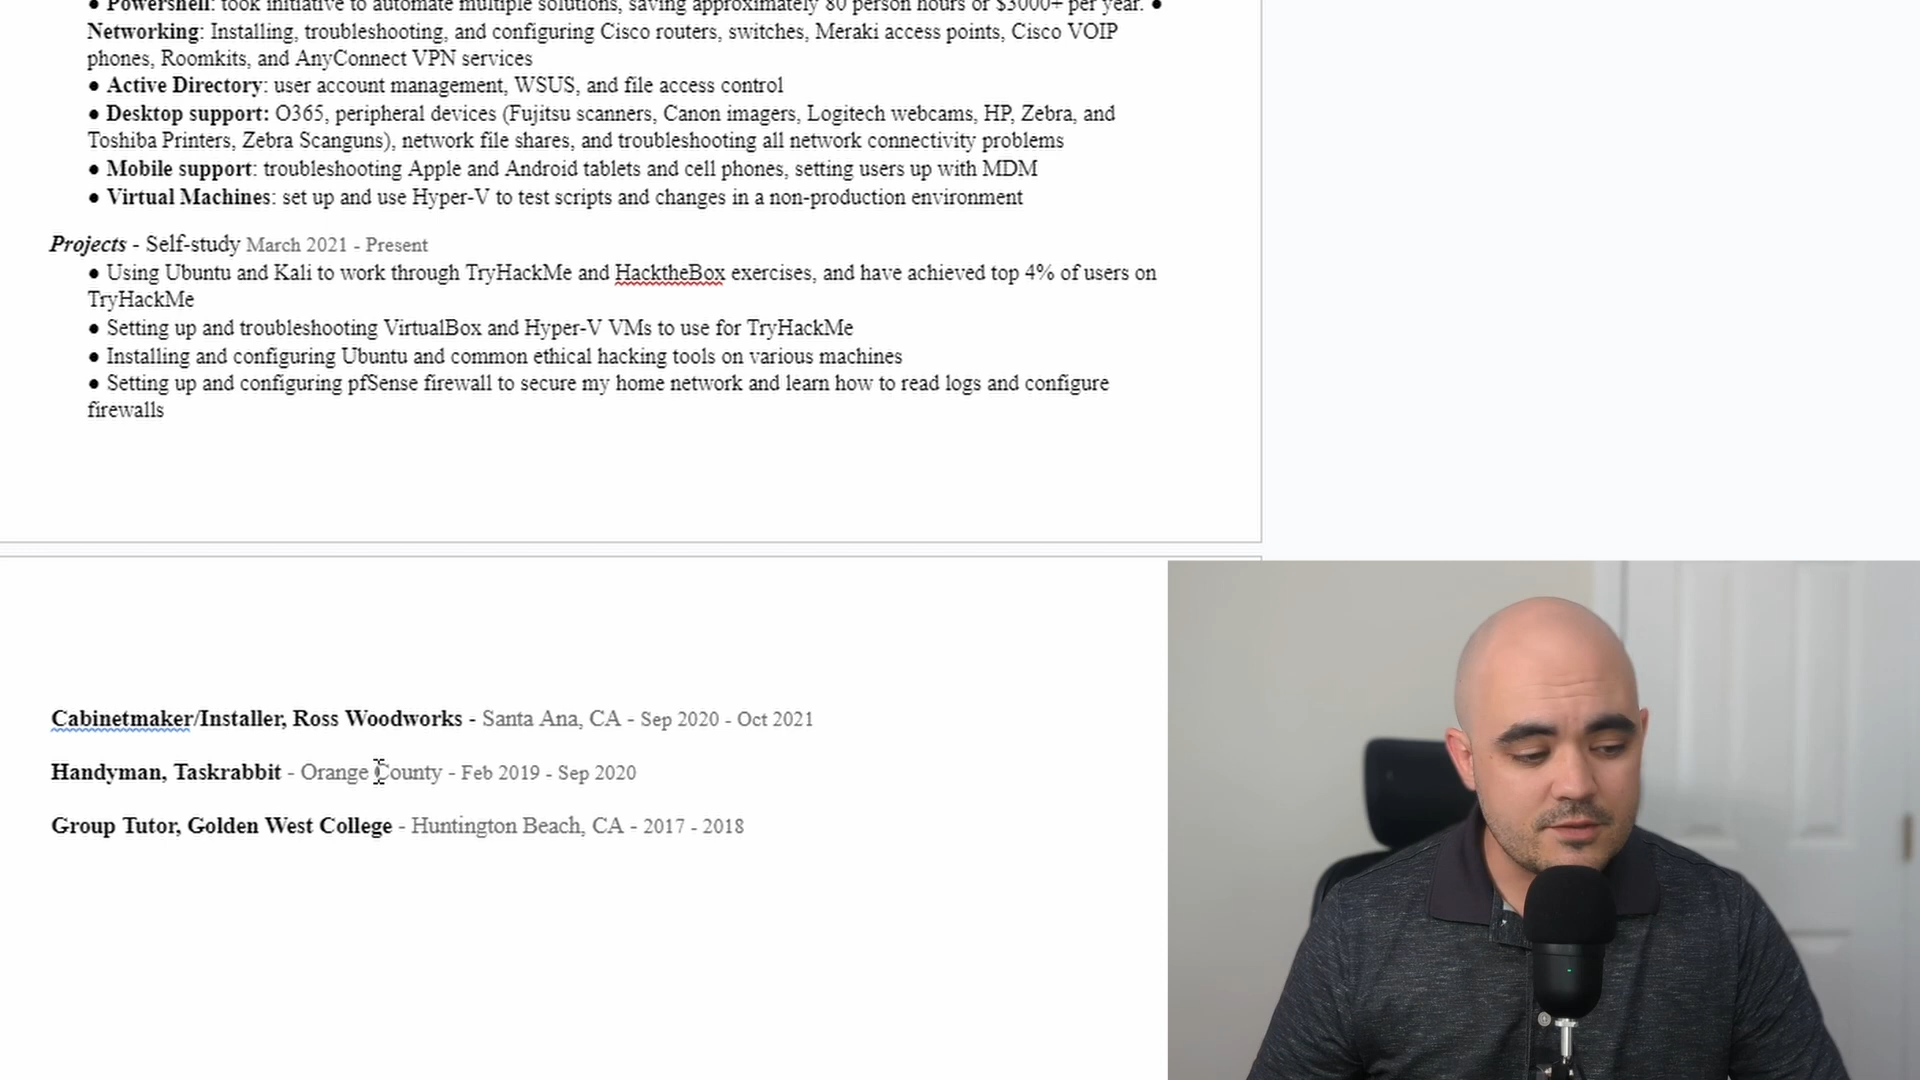 ● Powershell: took initiative to automate multiple solutions, saving approximately 80 person hours or $3000+ per year. ●
Networking: Installing, troubleshooting, and configuring Cisco routers, switches, Meraki access points, Cisco VOIP
phones, Roomkits, and AnyConnect VPN services
● Active Directory: user account management, WSUS, and file access control
● Desktop support: O365, peripheral devices (Fujitsu scanners, Canon imagers, Logitech webcams, HP, Zebra, and
Toshiba Printers, Zebra Scanguns), network file shares, and troubleshooting all network connectivity problems
● Mobile support: troubleshooting Apple and Android tablets and cell phones, setting users up with MDM
● Virtual Machines: set up and use Hyper-V to test scripts and changes in a non-production environment
Projects - Self-study March 2021 - Present
● Using Ubuntu and Kali to work through TryHackMe and HacktheBox exercises, and have achieved top 4% of users on
TryHackMe
● Setting up and troubleshooting VirtualBox and Hyper-V VMs to use for TryHackMe
● Installing and configuring Ubuntu and common ethical hacking tools on various machines
● Setting up and configuring pfSense firewall to secure my home network and learn how to read logs and configure
firewalls
Cabinetmaker/Installer, Ross Woodworks - Santa Ana, CA - Sep 2020 - Oct 2021
Handyman, Taskrabbit - Orange County - Feb 2019 - Sep 2020
Group Tutor, Golden West College - Huntington Beach, CA - 2017 - 2018